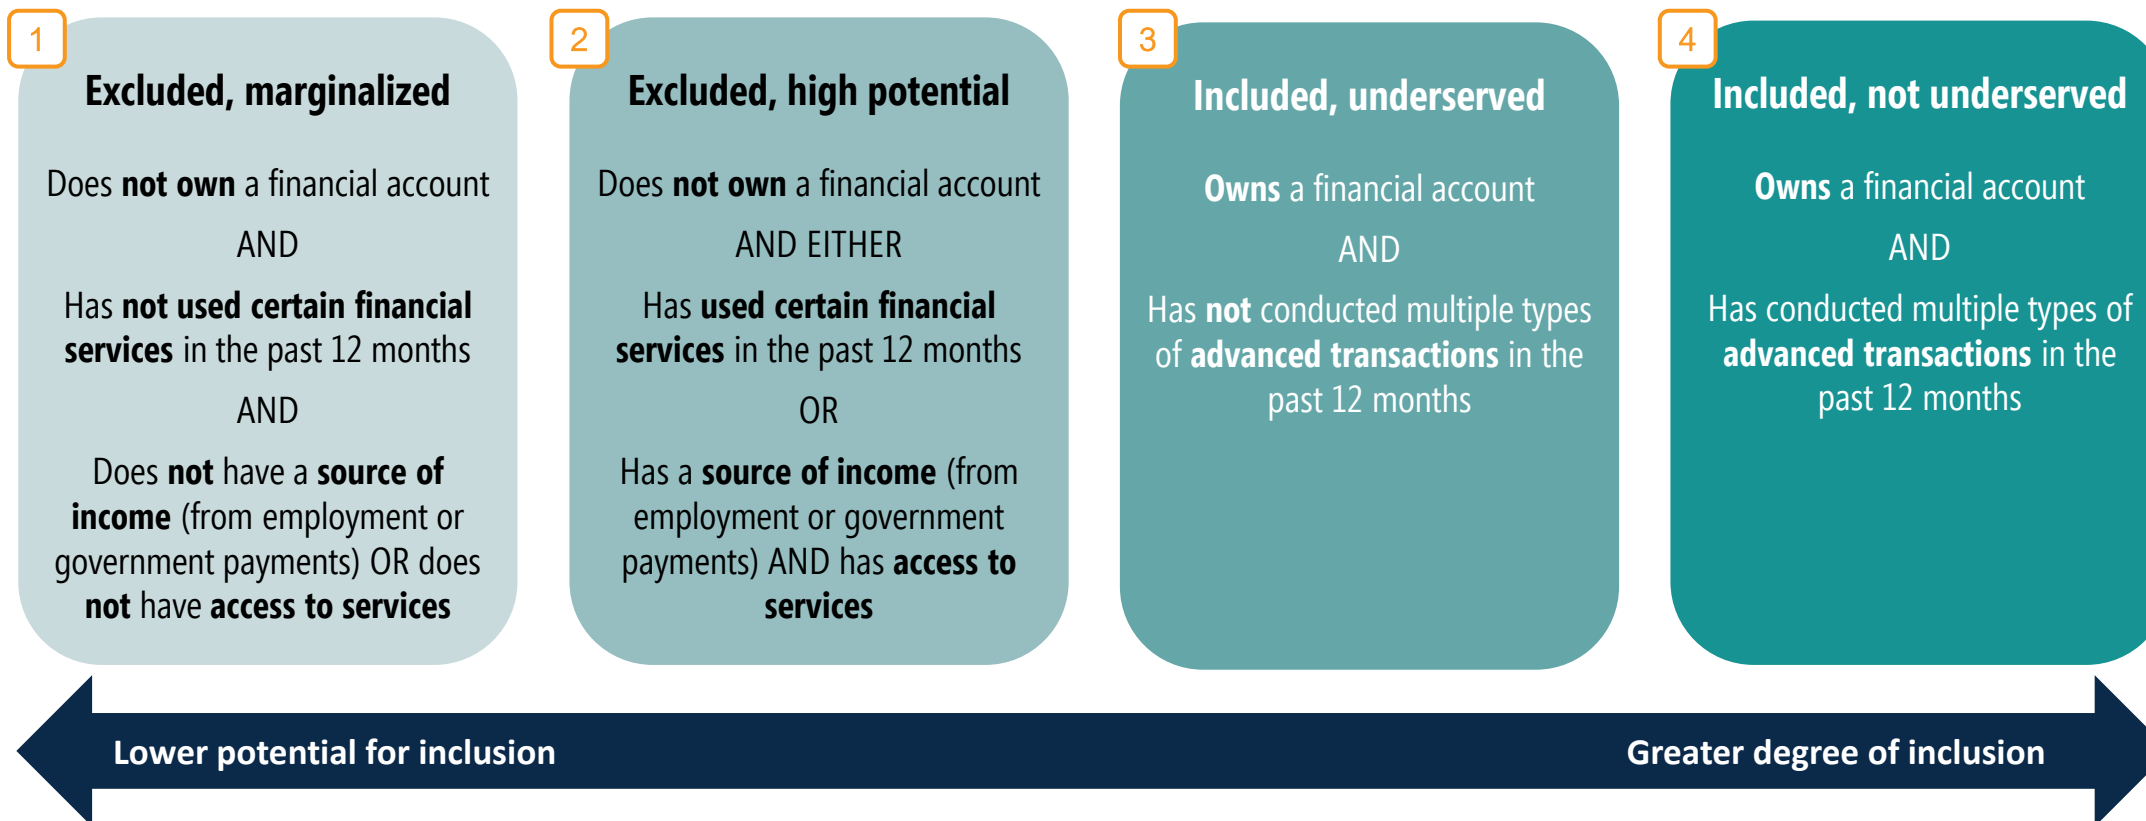 1
Excluded, marginalized
Does not own a financial account
AND
Has not used certain financial
services in the past 12 months
AND
Does not have a source of
income (from employment or
government payments) OR does
not have access to services
2
Excluded, high potential
Does not own a financial account
AND EITHER
Has used certain financial
services in the past 12 months
OR
Has a source of income (from
employment or government
payments) AND has access to
services
3
Included, underserved
Owns a financial account
AND
Has not conducted multiple types
of advanced transactions in the
past 12 months
4
Included, not underserved
Owns a financial account
AND
Has conducted multiple types of
advanced transactions in the
past 12 months
Lower potential for inclusion
Greater degree of inclusion